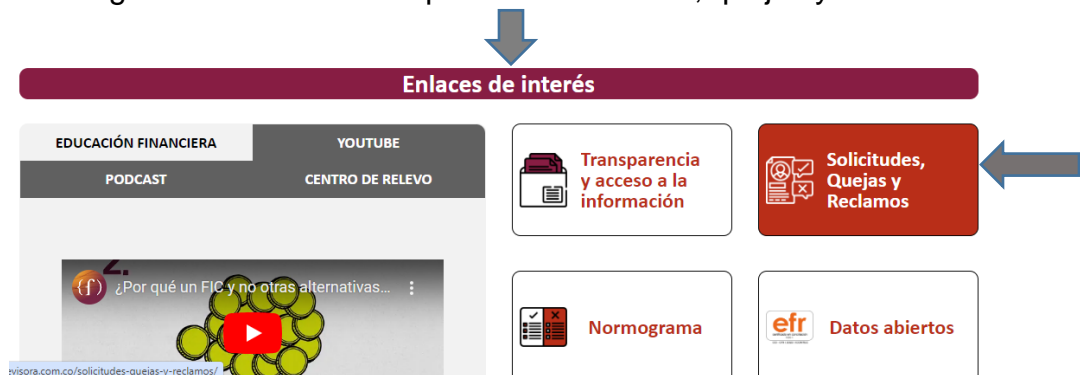 Enlaces de interés
EDUCACIÓN FINANCIERA
YOUTUBE
PODCAST
CENTRO DE RELEVO
2.
¿Por qué un FIC y no otras alternativas...
evisora.com.co/solicitudes-quejas-y-reclamos/
Transparencia
y acceso a la
información
Solicitudes,
Quejas y
Reclamos
Normograma
efr
Datos abiertos